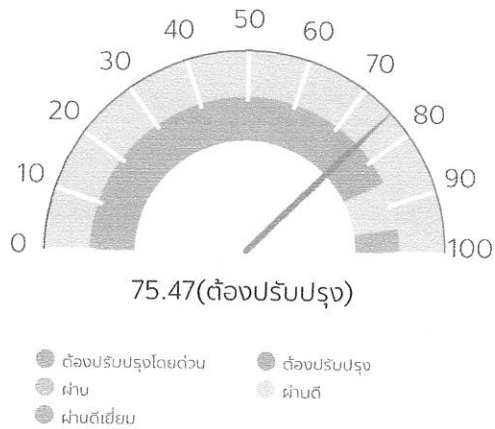 0
10
20
30
40
50
60
70
80
90
100
75.47(ต้องปรับปรุง)
ต้องปรับปรุงโดยด่วน
ต้องปรับปรุง
ผ่าน
ผ่านดี
ผ่านดีเยี่ยม